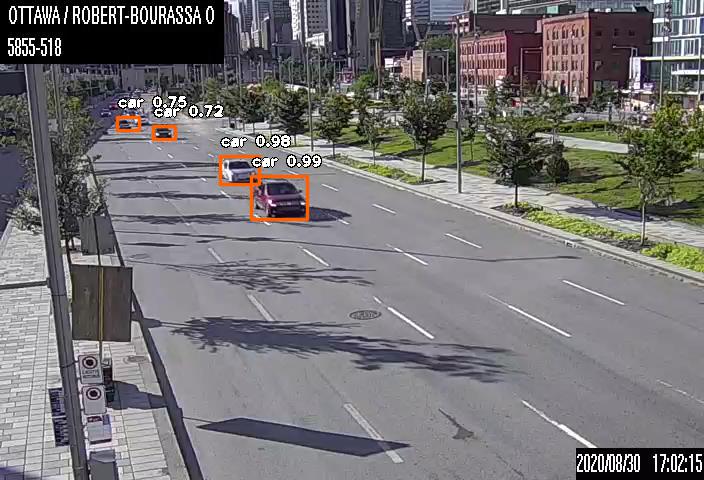 OTTAWA / ROBERT-BOURASSA O
5855-518
car 0.75
car 0.72
car 0.98
car 0.99
2020/08/30 17:02:15